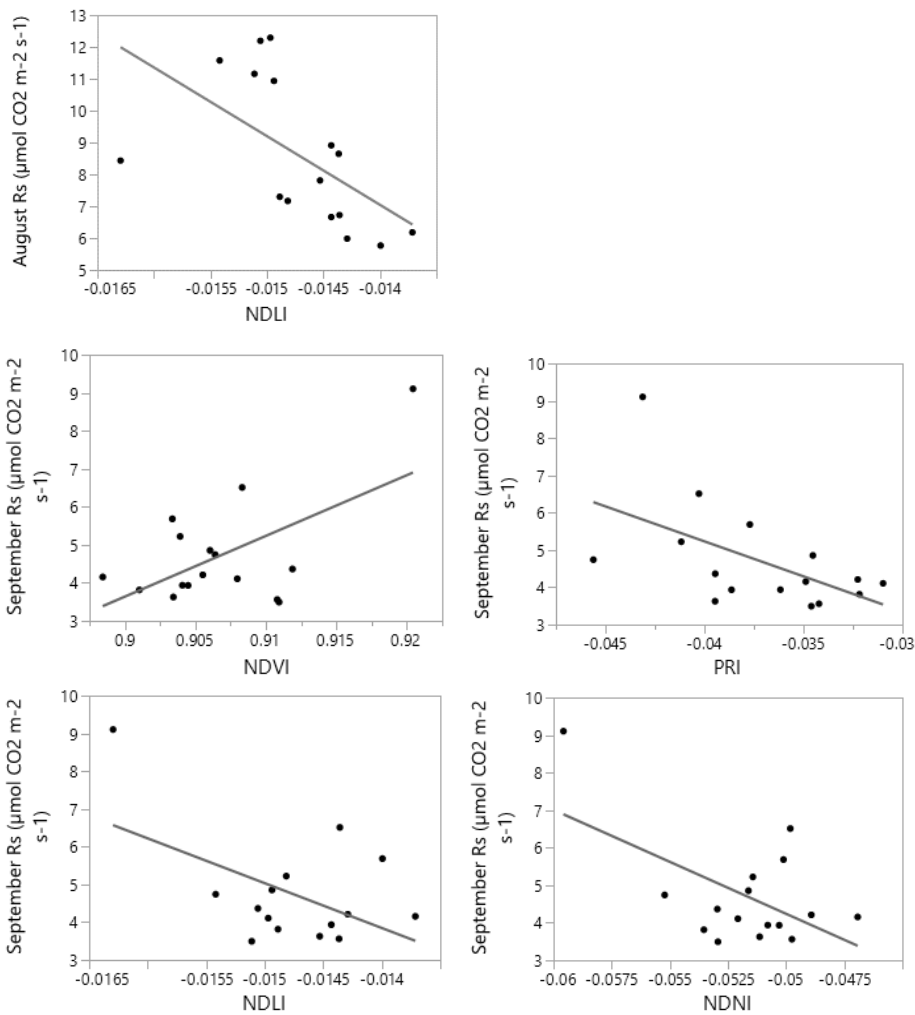 August Rs (µmol CO2 m-2 s-1)
13
12
11
10
9
8
7
6
5
-0.0165 -0.0155 -0.015 -0.0145 -0.014
NDLI
September Rs (µmol CO2 m-2
s-1)
10
9
8
7
6
5
4
3
0.9 0.905 0.91 0.915 0.92
NDVI
September Rs (µmol CO2 m-2
s-1)
10
9
8
7
6
5
4
3
-0.045 -0.04 -0.035 -0.03
PRI
September Rs (µmol CO2 m-2
s-1)
10
9
8
7
6
5
4
3
-0.0165 -0.0155 -0.015 -0.0145 -0.014
NDLI
September Rs (µmol CO2 m-2
s-1)
10
9
8
7
6
5
4
3
-0.06 -0.0575 -0.055 -0.0525 -0.05 -0.0475
NDNI